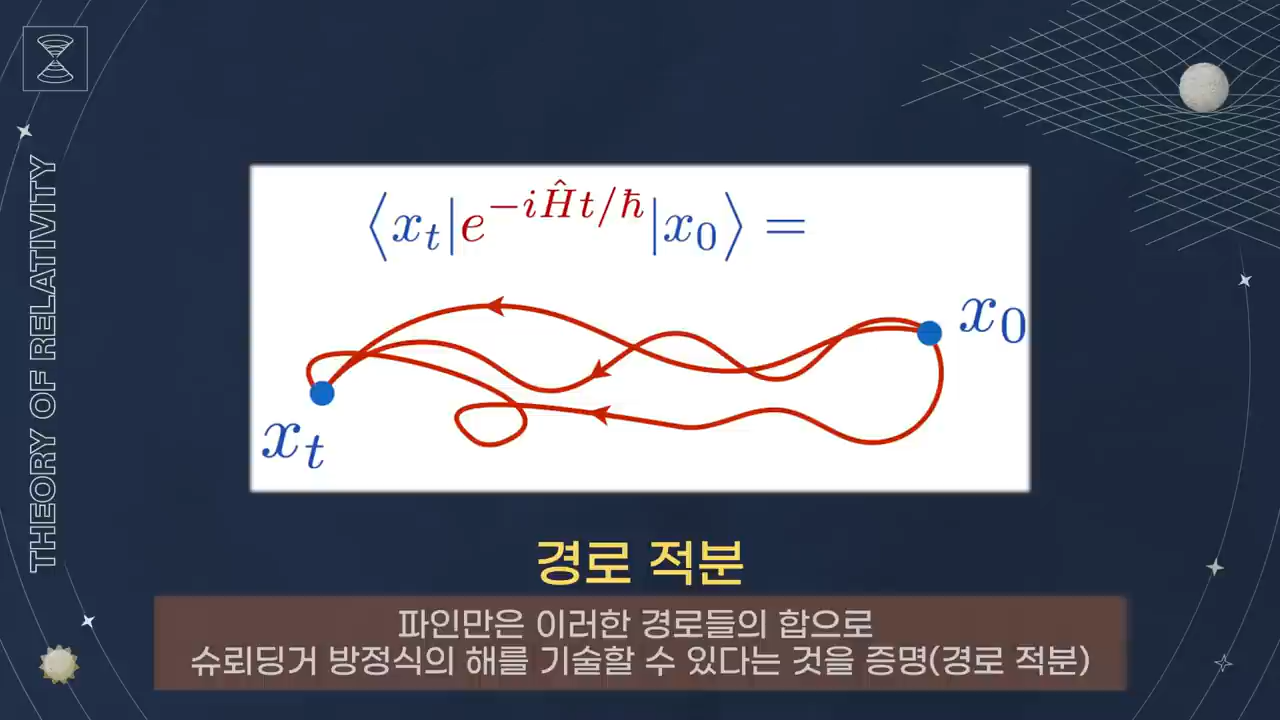 THEORY OF RELATIVITY
⟨x_t|e^{-iĤt/ħ}|x_0⟩ =
x_0
x_t
경로 적분
파인만은 이러한 경로들의 합으로
슈뢰딩거 방정식의 해를 기술할 수 있다는 것을 증명(경로 적분)